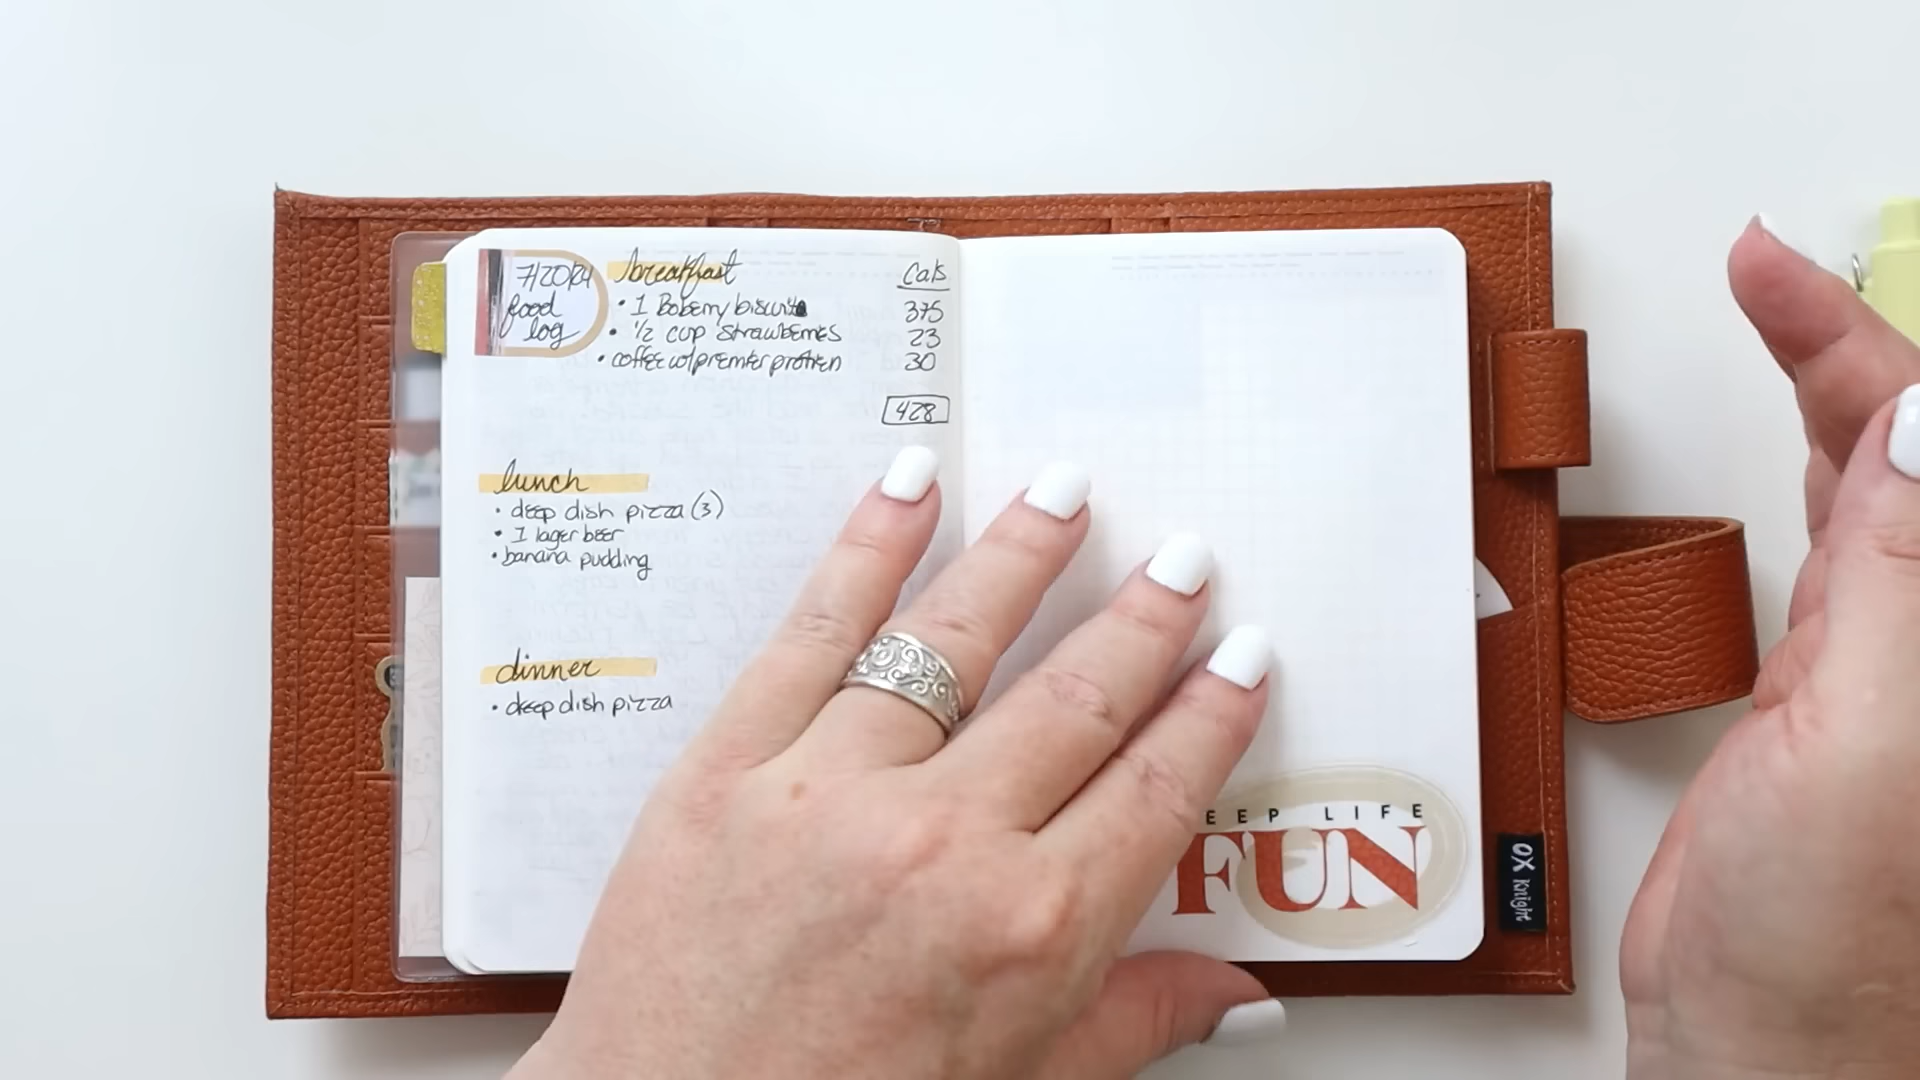 7/20/24
food
log
breakfast
Cals
• 1 Boberry biscuit
375
• 1/2 cup strawberries
23
• coffee w/ premier protien
30
428
lunch
• deep dish pizza (3)
• 1 lager beer
• banana pudding
dinner
• deep dish pizza
EEP LIFE
FUN
OX Knight